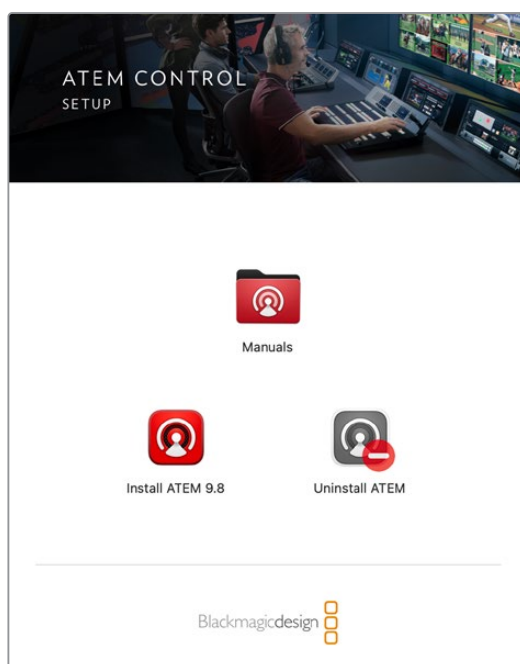 ATEM CONTROL
SETUP
Manuals
Install ATEM 9.8
Uninstall ATEM
Blackmagicdesign